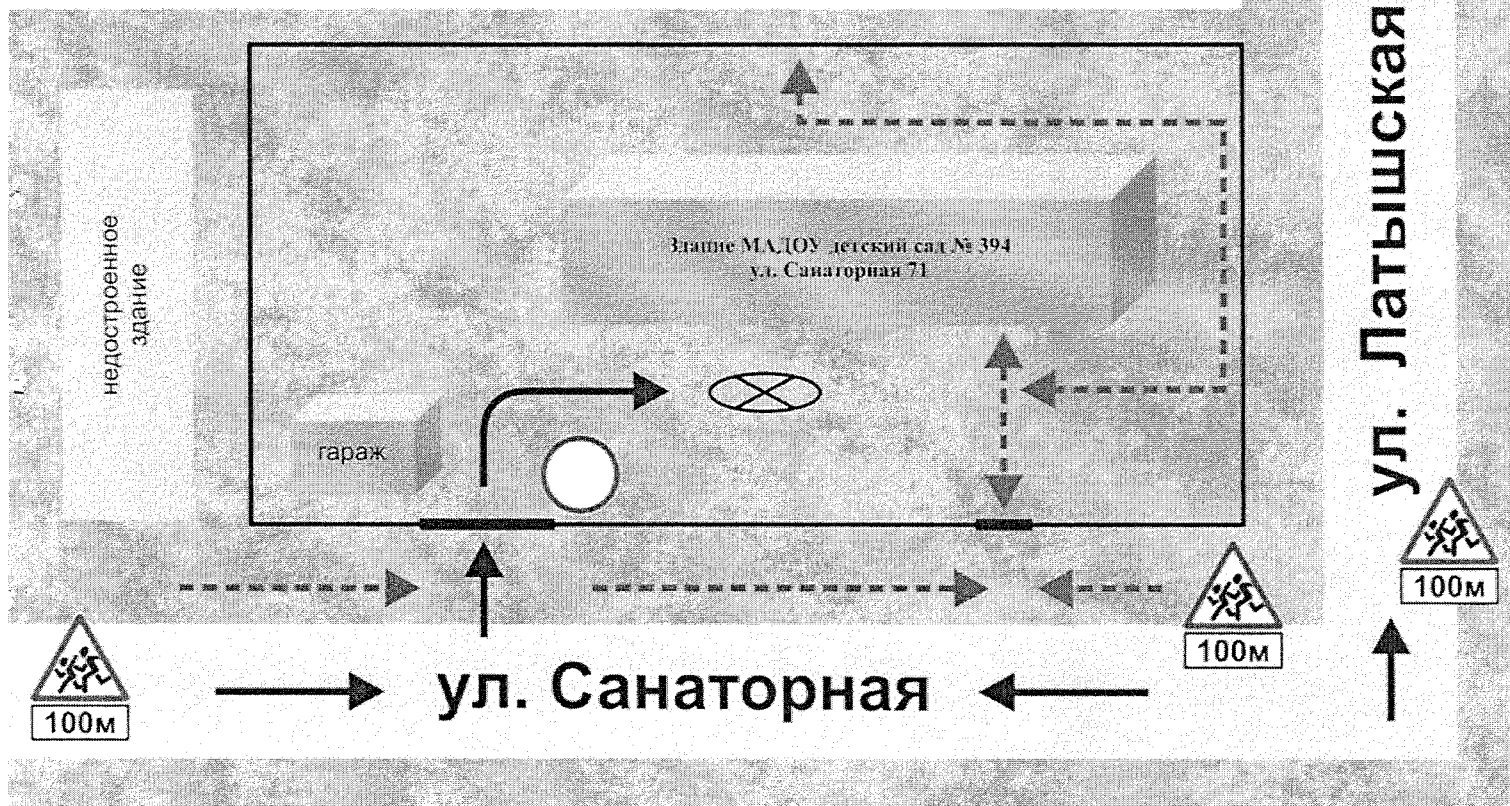 недостроенное
здание
Здание МАДОУ детский сад № 394
ул. Санаторная 71
гараж
ул. Латышская
100м
100м
100м
ул. Санаторная